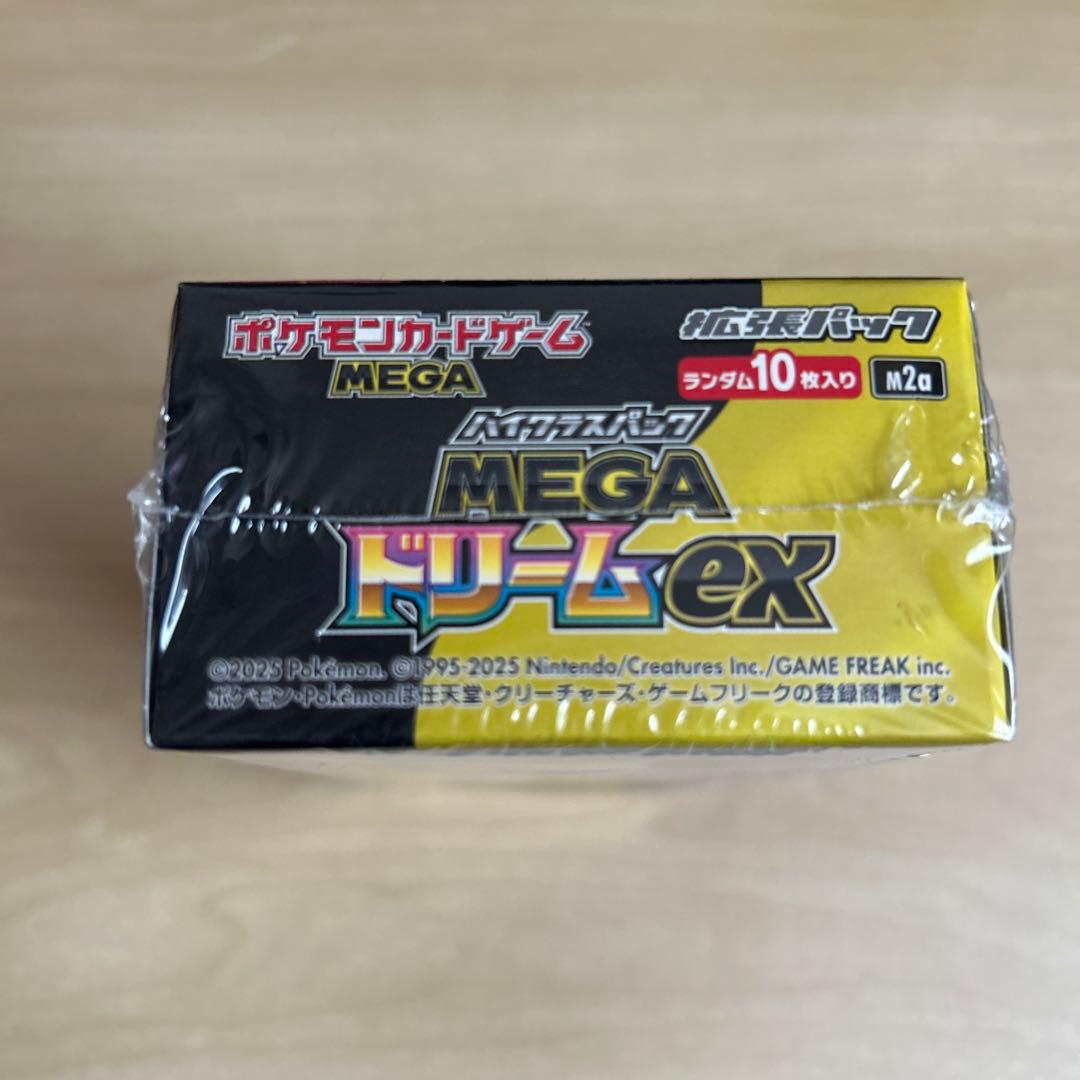 ポケモンカードゲーム
MEGA
拡張パック
ランダム10枚入り
M2a
ハイクラスパック
MEGA
ドリームex
©2025 Pokémon. ©1995-2025 Nintendo/Creatures Inc./GAME FREAK inc.
ポケモン・Pokémonは任天堂・クリーチャーズ・ゲームフリークの登録商標です。